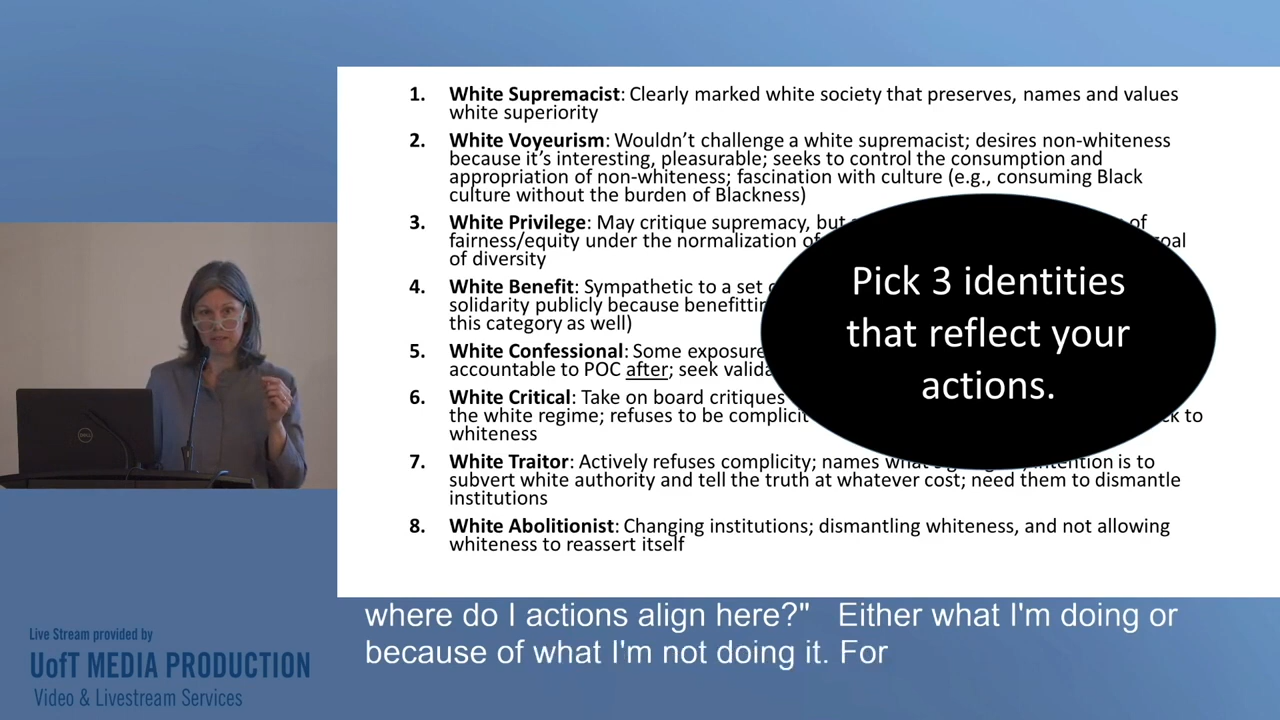 1. White Supremacist: Clearly marked white society that preserves, names and values
white superiority
2. White Voyeurism: Wouldn't challenge a white supremacist; desires non-whiteness
because it's interesting, pleasurable; seeks to control the consumption and
appropriation of non-whiteness; fascination with culture (e.g., consuming Black
culture without the burden of Blackness)
3. White Privilege: May critique supremacy, but of
fairness/equity under the normalization
of diversity
4. White Benefit: Sympathetic to a set
solidarity publicly because
this category as well)
5. White Confessional: Some
accountable to POC after; seek
6. White Critical: Take on board critiques
the white regime; refuses to be complicit to
whiteness
7. White Traitor: Actively refuses complicity; names is to
subvert white authority and tell the truth at whatever cost; need them to dismantle
institutions
8. White Abolitionist: Changing institutions; dismantling whiteness, and not allowing
whiteness to reassert itself
Pick 3 identities
that reflect your
actions.
DELL
where do I actions align here?" Either what I'm doing or
because of what I'm not doing it. For
Live Stream provided by
UofT MEDIA PRODUCTION
Video & Livestream Services